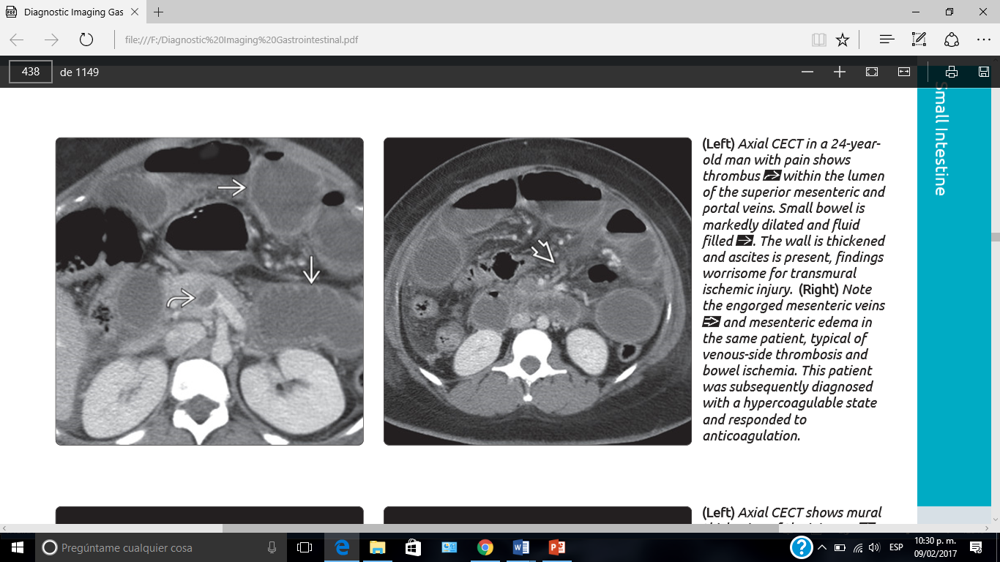 Diagnostic Imaging Gas
file:///F:/Diagnostic%20Imaging%20Gastrointestinal.pdf
438 de 1149
Small Intestine
(Left) Axial CECT in a 24-year-
old man with pain shows
thrombus within the lumen
of the superior mesenteric and
portal veins. Small bowel is
markedly dilated and fluid
filled . The wall is thickened
and ascites is present, findings
worrisome for transmural
ischemic injury. (Right) Note
the engorged mesenteric veins
and mesenteric edema in
the same patient, typical of
venous-side thrombosis and
bowel ischemia. This patient
was subsequently diagnosed
with a hypercoagulable state
and responded to
anticoagulation.
(Left) Axial CECT shows mural
Pregúntame cualquier cosa
ESP
10:30 p. m.
09/02/2017